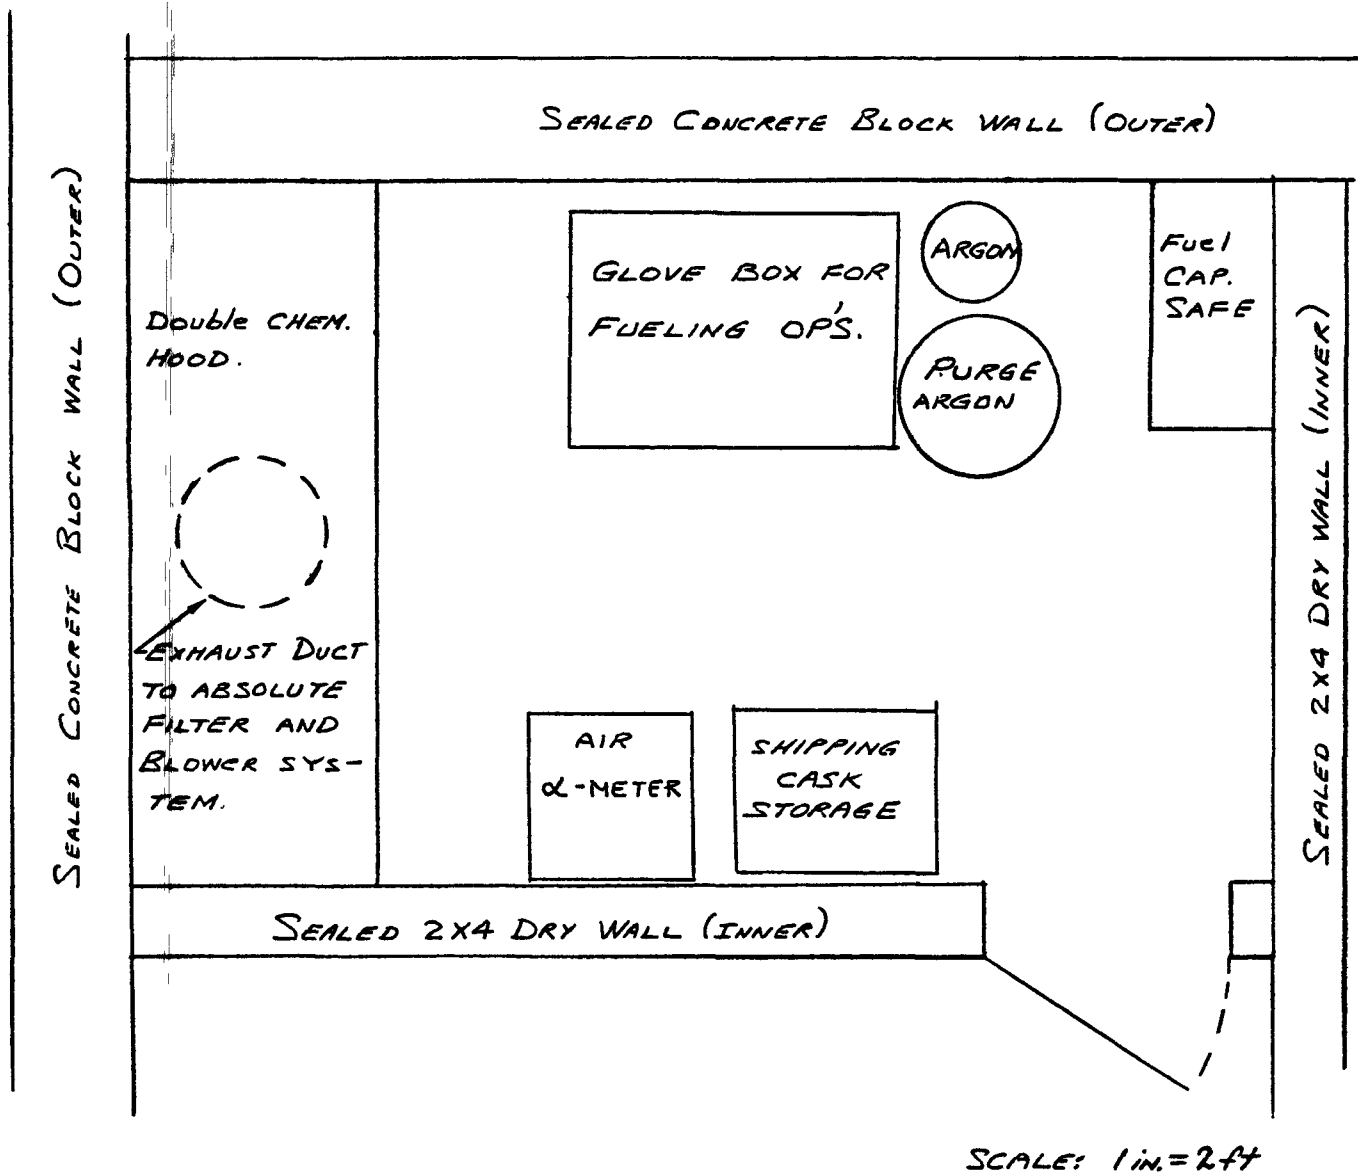 SEALED CONCRETE BLOCK WALL (OUTER)
SEALED CONCRETE BLOCK WALL (OUTER)
Double CHEM.
HOOD.
GLOVE BOX FOR
FUELING OP'S.
ARGON
PURGE
ARGON
Fuel
CAP.
SAFE
SEALED 2X4 DRY WALL (INNER)
EXHAUST DUCT
TO ABSOLUTE
FILTER AND
BLOWER SYS-
TEM.
AIR
α-METER
SHIPPING
CASK
STORAGE
SEALED 2X4 DRY WALL (INNER)
SCALE: 1 in. = 2 ft